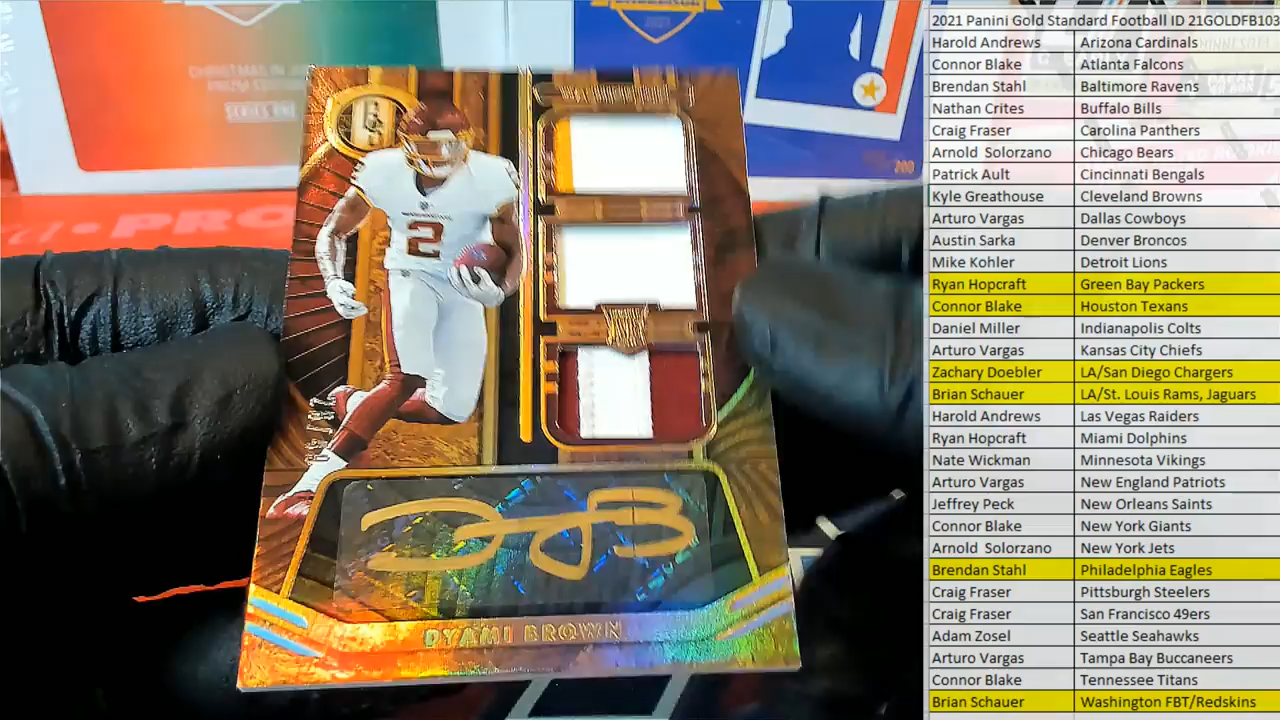 WASHINGTON
2
DYAMI BROWN
SERIES ONE
PRO
2021
200
2021 Panini Gold Standard Football ID 21GOLDFB103
Harold Andrews Arizona Cardinals
Connor Blake Atlanta Falcons
Brendan Stahl Baltimore Ravens
Nathan Crites Buffalo Bills
Craig Fraser Carolina Panthers
Arnold Solorzano Chicago Bears
Patrick Ault Cincinnati Bengals
Kyle Greathouse Cleveland Browns
Arturo Vargas Dallas Cowboys
Austin Sarka Denver Broncos
Mike Kohler Detroit Lions
Ryan Hopcraft Green Bay Packers
Connor Blake Houston Texans
Daniel Miller Indianapolis Colts
Arturo Vargas Kansas City Chiefs
Zachary Doebler LA/San Diego Chargers
Brian Schauer LA/St. Louis Rams, Jaguars
Harold Andrews Las Vegas Raiders
Ryan Hopcraft Miami Dolphins
Nate Wickman Minnesota Vikings
Arturo Vargas New England Patriots
Jeffrey Peck New Orleans Saints
Connor Blake New York Giants
Arnold Solorzano New York Jets
Brendan Stahl Philadelphia Eagles
Craig Fraser Pittsburgh Steelers
Craig Fraser San Francisco 49ers
Adam Zosel Seattle Seahawks
Arturo Vargas Tampa Bay Buccaneers
Connor Blake Tennessee Titans
Brian Schauer Washington FBT/Redskins